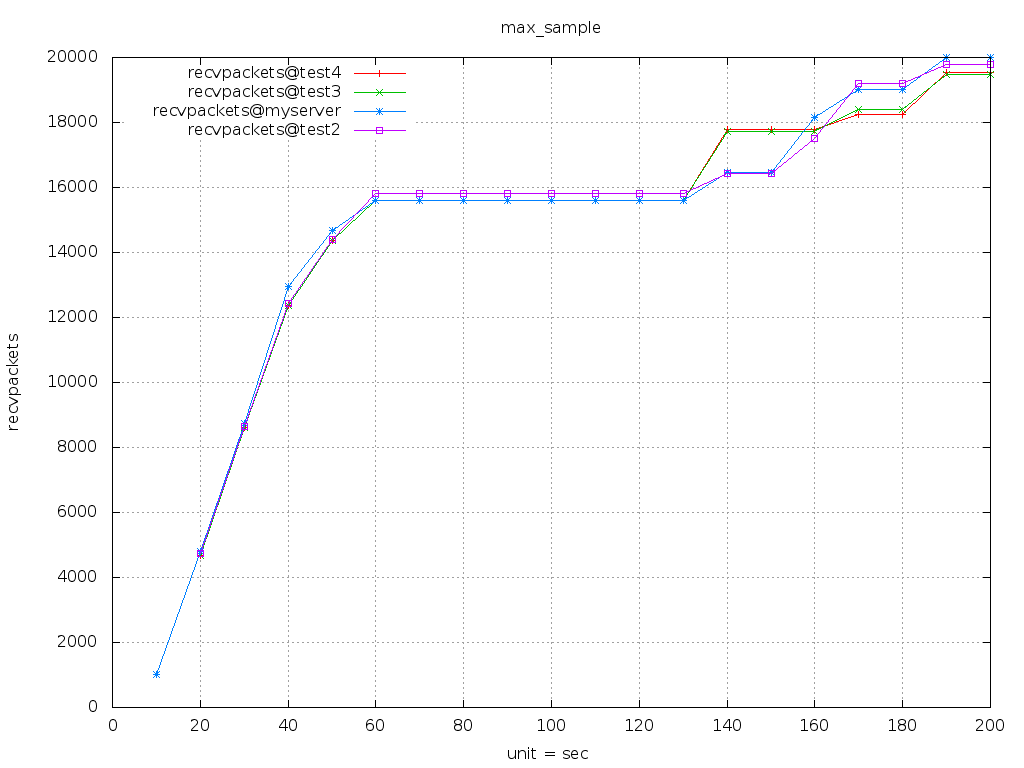 max_sample
20000
18000
16000
14000
12000
10000
8000
6000
4000
2000
0
recvpackets
recvpackets@test4
recvpackets@test3
recvpackets@myserver
recvpackets@test2
0 20 40 60 80 100 120 140 160 180 200
unit = sec